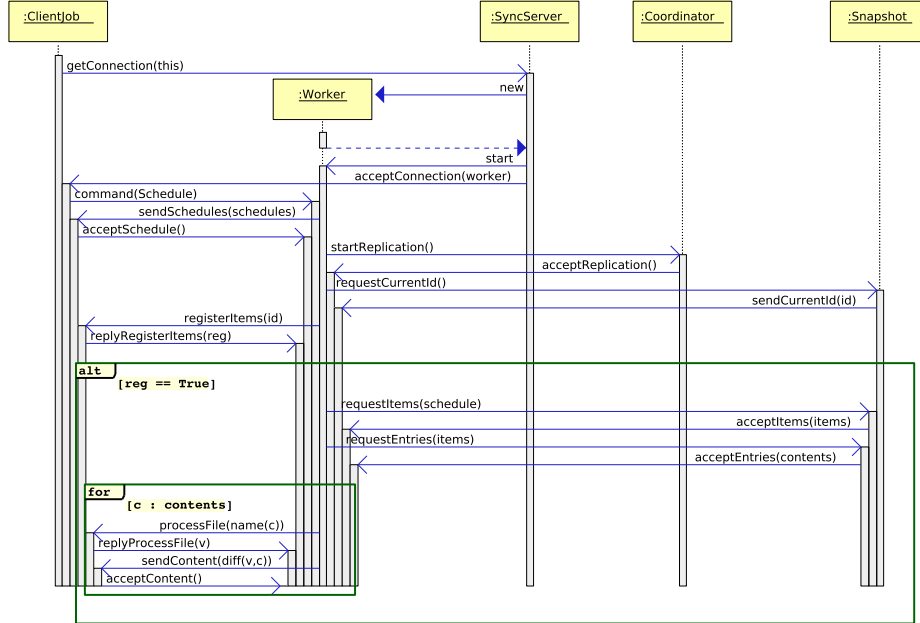 :ClientJob
:SyncServer
:Coordinator
:Snapshot
getConnection(this)
new
:Worker
start
acceptConnection(worker)
command(Schedule)
sendSchedules(schedules)
acceptSchedule()
startReplication()
acceptReplication()
requestCurrentId()
sendCurrentId(id)
registerItems(id)
replyRegisterItems(reg)
alt
[reg == True]
requestItems(schedule)
acceptItems(items)
requestEntries(items)
acceptEntries(contents)
for
[c : contents]
processFile(name(c))
replyProcessFile(v)
sendContent(diff(v,c))
acceptContent()